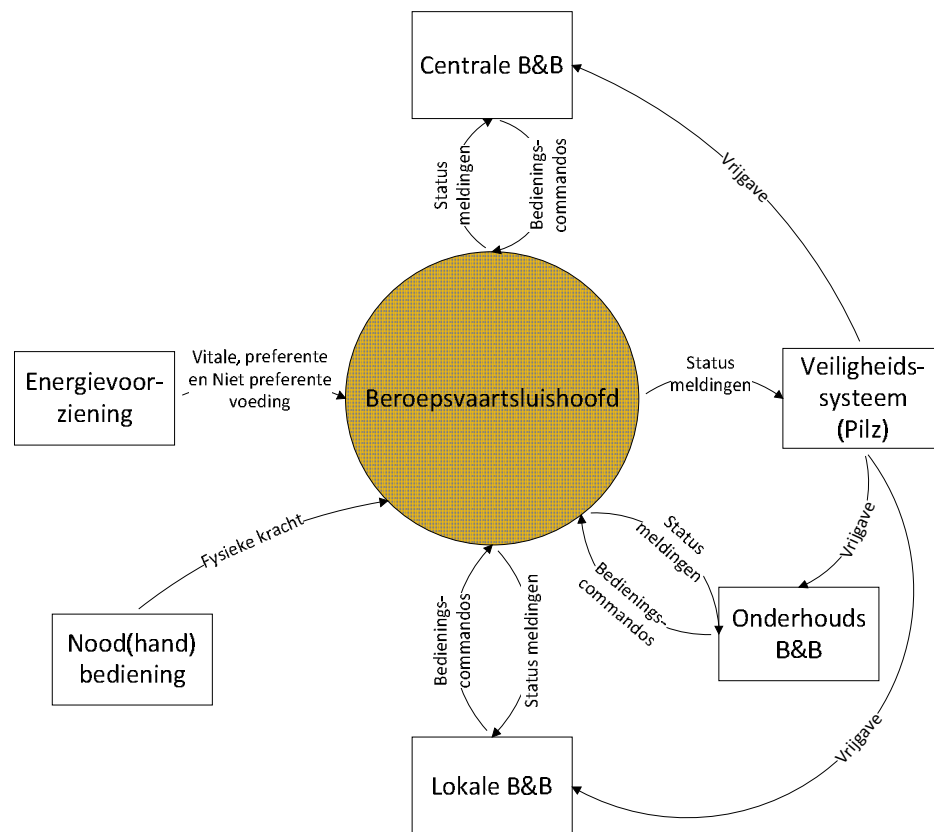 Centrale B&B
Status
meldingen
Bedienings-
commandos
Vrijgave
Energievoor-
ziening
Vitale, preferente
en Niet preferente
voeding
Beroepsvaartsluishoofd
Status
meldingen
Veiligheids-
systeem
(Pilz)
Fysieke kracht
Nood(hand)
bediening
Bedienings-
commandos
Status meldingen
Status
meldingen
Bedienings-
commandos
Vrijgave
Onderhouds
B&B
Vrijgave
Lokale B&B